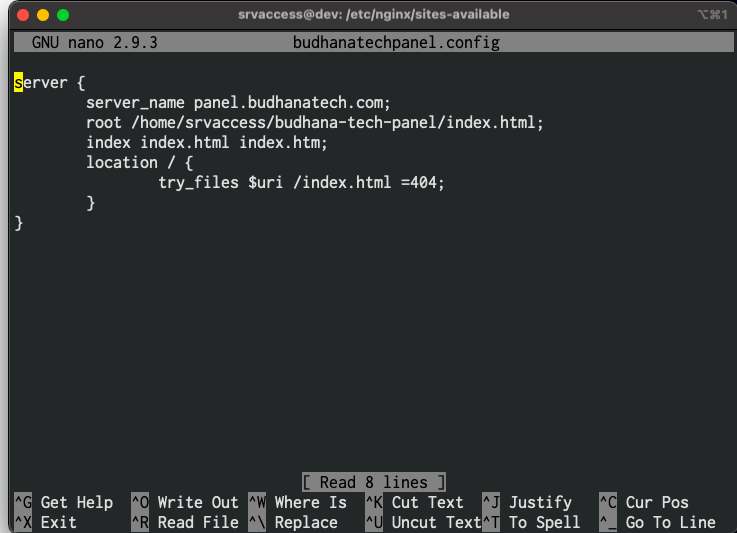 srvaccess@dev: /etc/nginx/sites-available
⌥⌘1
GNU nano 2.9.3 budhanatechpanel.config
server {
server_name panel.budhanatech.com;
root /home/srvaccess/budhana-tech-panel/index.html;
index index.html index.htm;
location / {
try_files $uri /index.html =404;
}
}
[ Read 8 lines ]
^G Get Help ^O Write Out ^W Where Is ^K Cut Text ^J Justify ^C Cur Pos
^X Exit ^R Read File ^\ Replace ^U Uncut Text ^T To Spell ^_ Go To Line